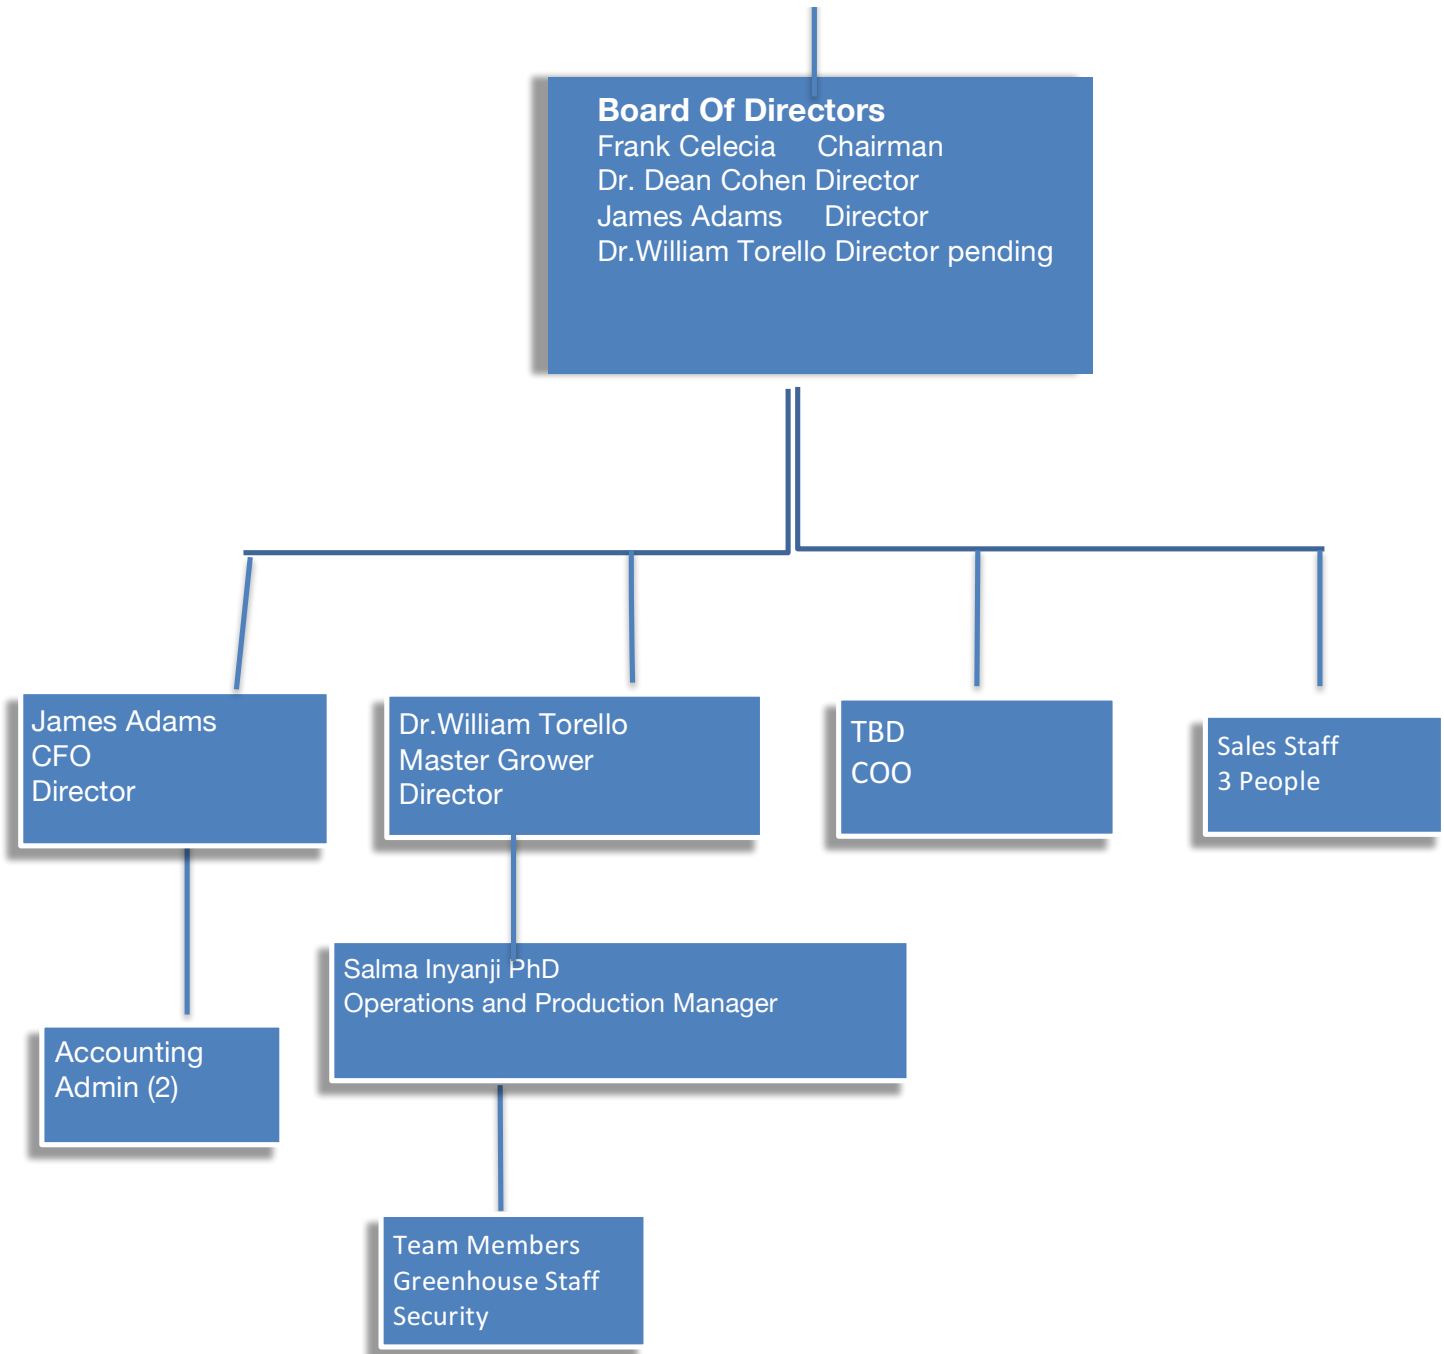 Board Of Directors
Frank Celecia Chairman
Dr. Dean Cohen Director
James Adams Director
Dr.William Torello Director pending
James Adams
CFO
Director
Dr.William Torello
Master Grower
Director
TBD
COO
Sales Staff
3 People
Salma Inyanji PhD
Operations and Production Manager
Accounting
Admin (2)
Team Members
Greenhouse Staff
Security